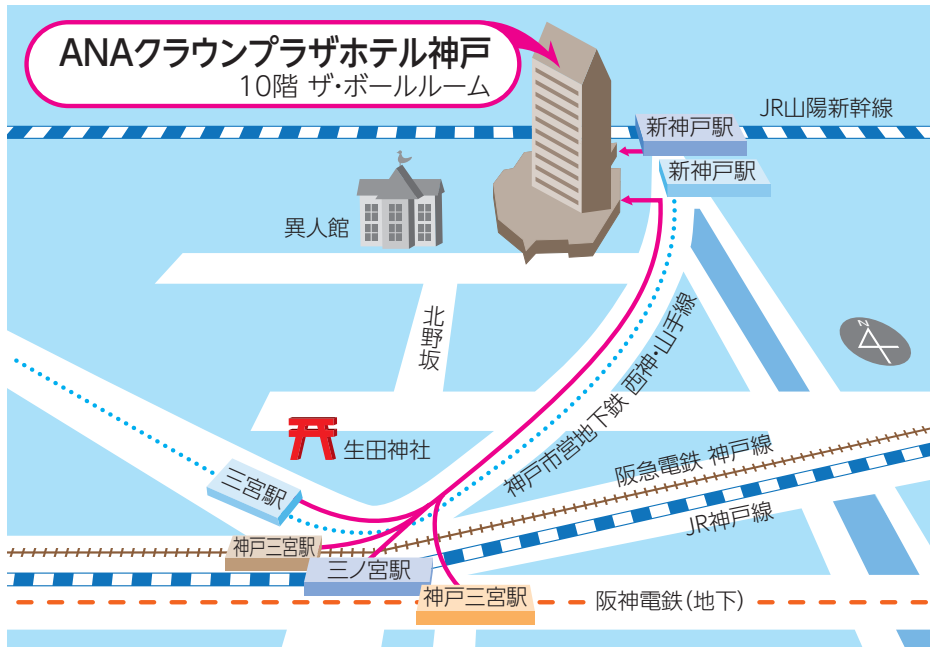 ANAクラウンプラザホテル神戸
10階 ザ・ボールルーム
JR山陽新幹線
新神戸駅
新神戸駅
異人館
北野坂
N
神戸市営地下鉄 西神・山手線
生田神社
三宮駅
阪急電鉄 神戸線
JR神戸線
神戸三宮駅
三ノ宮駅
神戸三宮駅
阪神電鉄(地下)